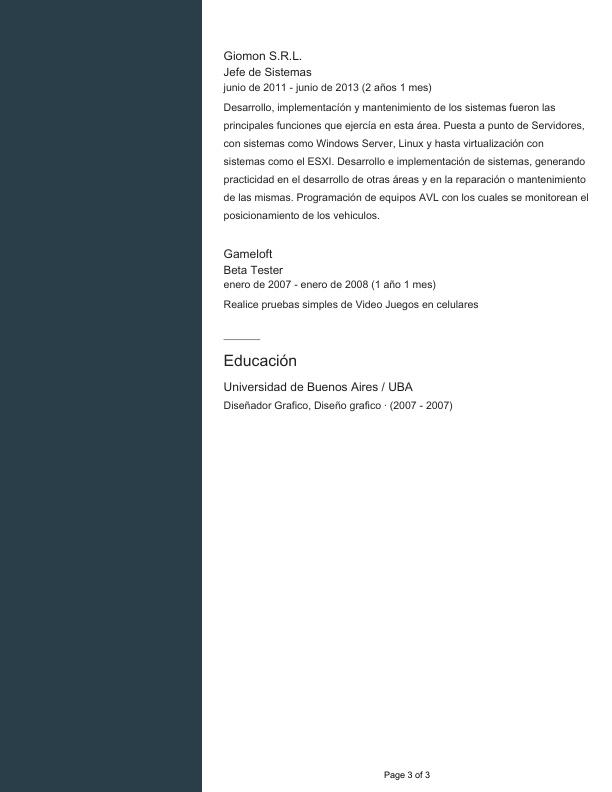 Giomon S.R.L.
Jefe de Sistemas
junio de 2011 - junio de 2013 (2 años 1 mes)
Desarrollo, implementacíón y mantenimiento de los sistemas fueron las
principales funciones que ejercía en esta área. Puesta a punto de Servidores,
con sistemas como Windows Server, Linux y hasta virtualización con
sistemas como el ESXI. Desarrollo e implementación de sistemas, generando
practicidad en el desarrollo de otras áreas y en la reparación o mantenimiento
de las mismas. Programación de equipos AVL con los cuales se monitorean el
posicionamiento de los vehiculos.
Gameloft
Beta Tester
enero de 2007 - enero de 2008 (1 año 1 mes)
Realice pruebas simples de Video Juegos en celulares
Educación
Universidad de Buenos Aires / UBA
Diseñador Grafico, Diseño grafico · (2007 - 2007)
Page 3 of 3